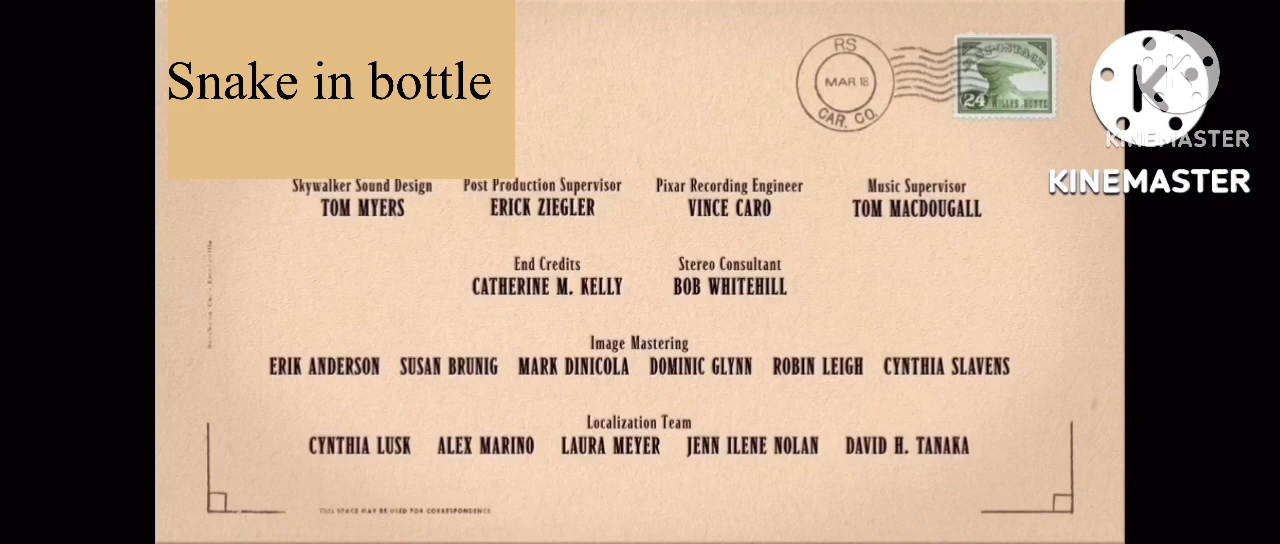 Snake in bottle
RS
MAR 18
CAR. CO.
24
KINEMASTER
KINEMASTER
Skywalker Sound Design Post Production Supervisor Pixar Recording Engineer Music Supervisor
TOM MYERS ERICK ZIEGLER VINCE CARO TOM MACDOUGALL
End Credits Stereo Consultant
CATHERINE M. KELLY BOB WHITEHILL
Image Mastering
ERIK ANDERSON SUSAN BRUNIG MARK DINICOLA DOMINIC GLYNN ROBIN LEIGH CYNTHIA SLAVENS
Localization Team
CYNTHIA LUSK ALEX MARINO LAURA MEYER JENN ILENE NOLAN DAVID H. TANAKA
THIS SPACE MAY BE USED FOR CORRESPONDENCE